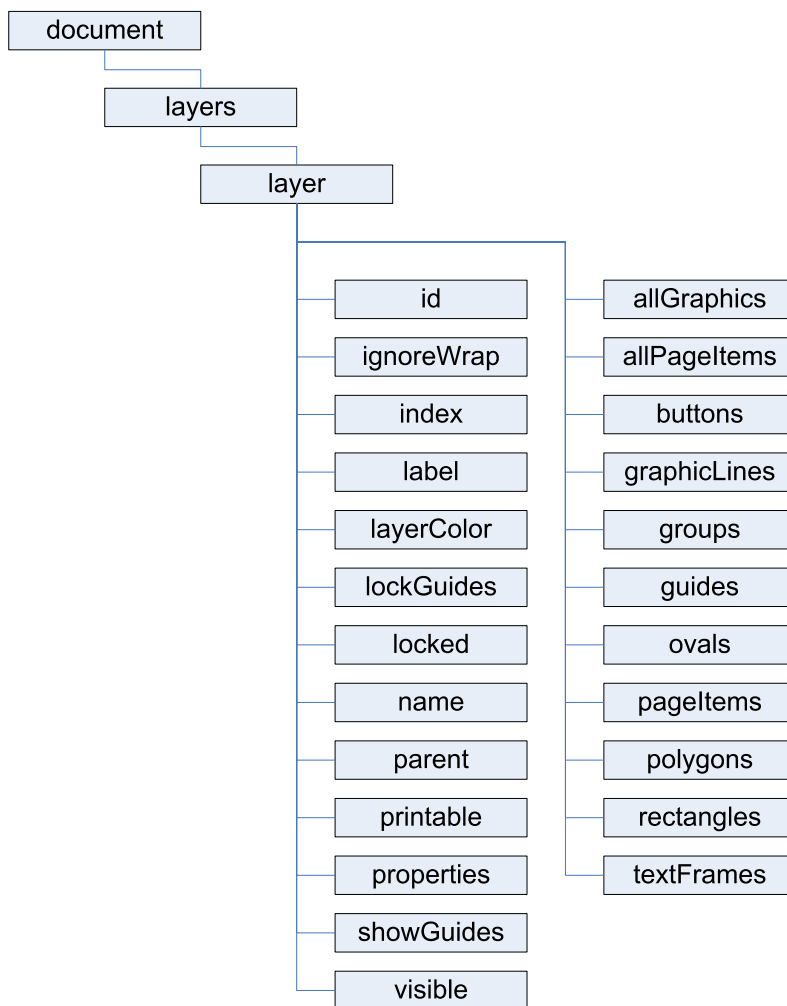 document
layers
layer
id
ignoreWrap
index
label
layerColor
lockGuides
locked
name
parent
printable
properties
showGuides
visible
allGraphics
allPageItems
buttons
graphicLines
groups
guides
ovals
pageItems
polygons
rectangles
textFrames